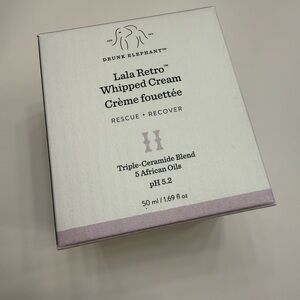 DRUNK ELEPHANT™
Lala Retro™
Whipped Cream
Crème fouettée
RESCUE + RECOVER
Triple-Ceramide Blend
5 African Oils
pH 5.2
50 ml / 1.69 fl oz